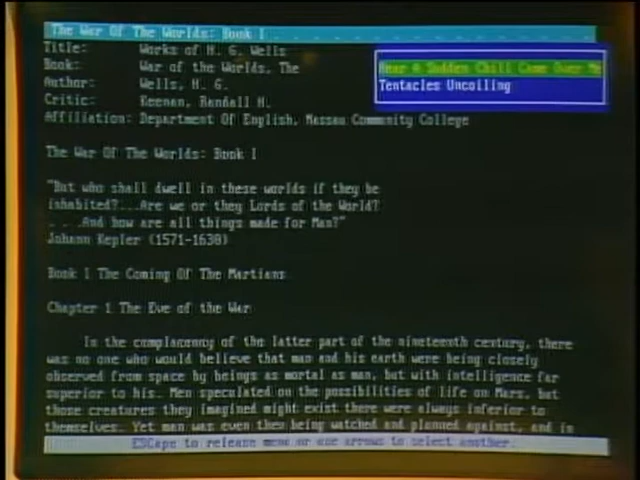 The War Of The Worlds: Book 1
Title: Works of H. G. Wells
Book: War of the Worlds, The
Author: Wells, H. G.
Critic: Keenan, Randall H.
Affiliation: Department Of English, Nassau Community College
Hear A Sudden Chill Came Over Me
Tentacles Uncoiling
The War Of The Worlds: Book 1
"But who shall dwell in these worlds if they be
inhabited?...Are we or they Lords of the World?
. . .And how are all things made for Man?"
Johann Kepler (1571-1630)
Book 1 The Coming Of The Martians
Chapter 1 The Eve of the War
In the complacency of the latter part of the nineteenth century, there
was no one who would believe that man and his earth were being closely
observed from space by beings as mortal as man, but with intelligence far
superior to his. Men speculated on the possibilities of life on Mars, but
those creatures they imagined might exist there were always inferior to
themselves. Yet man was even then being watched and planned against, and in
ESCape to release menu or use arrows to select another.